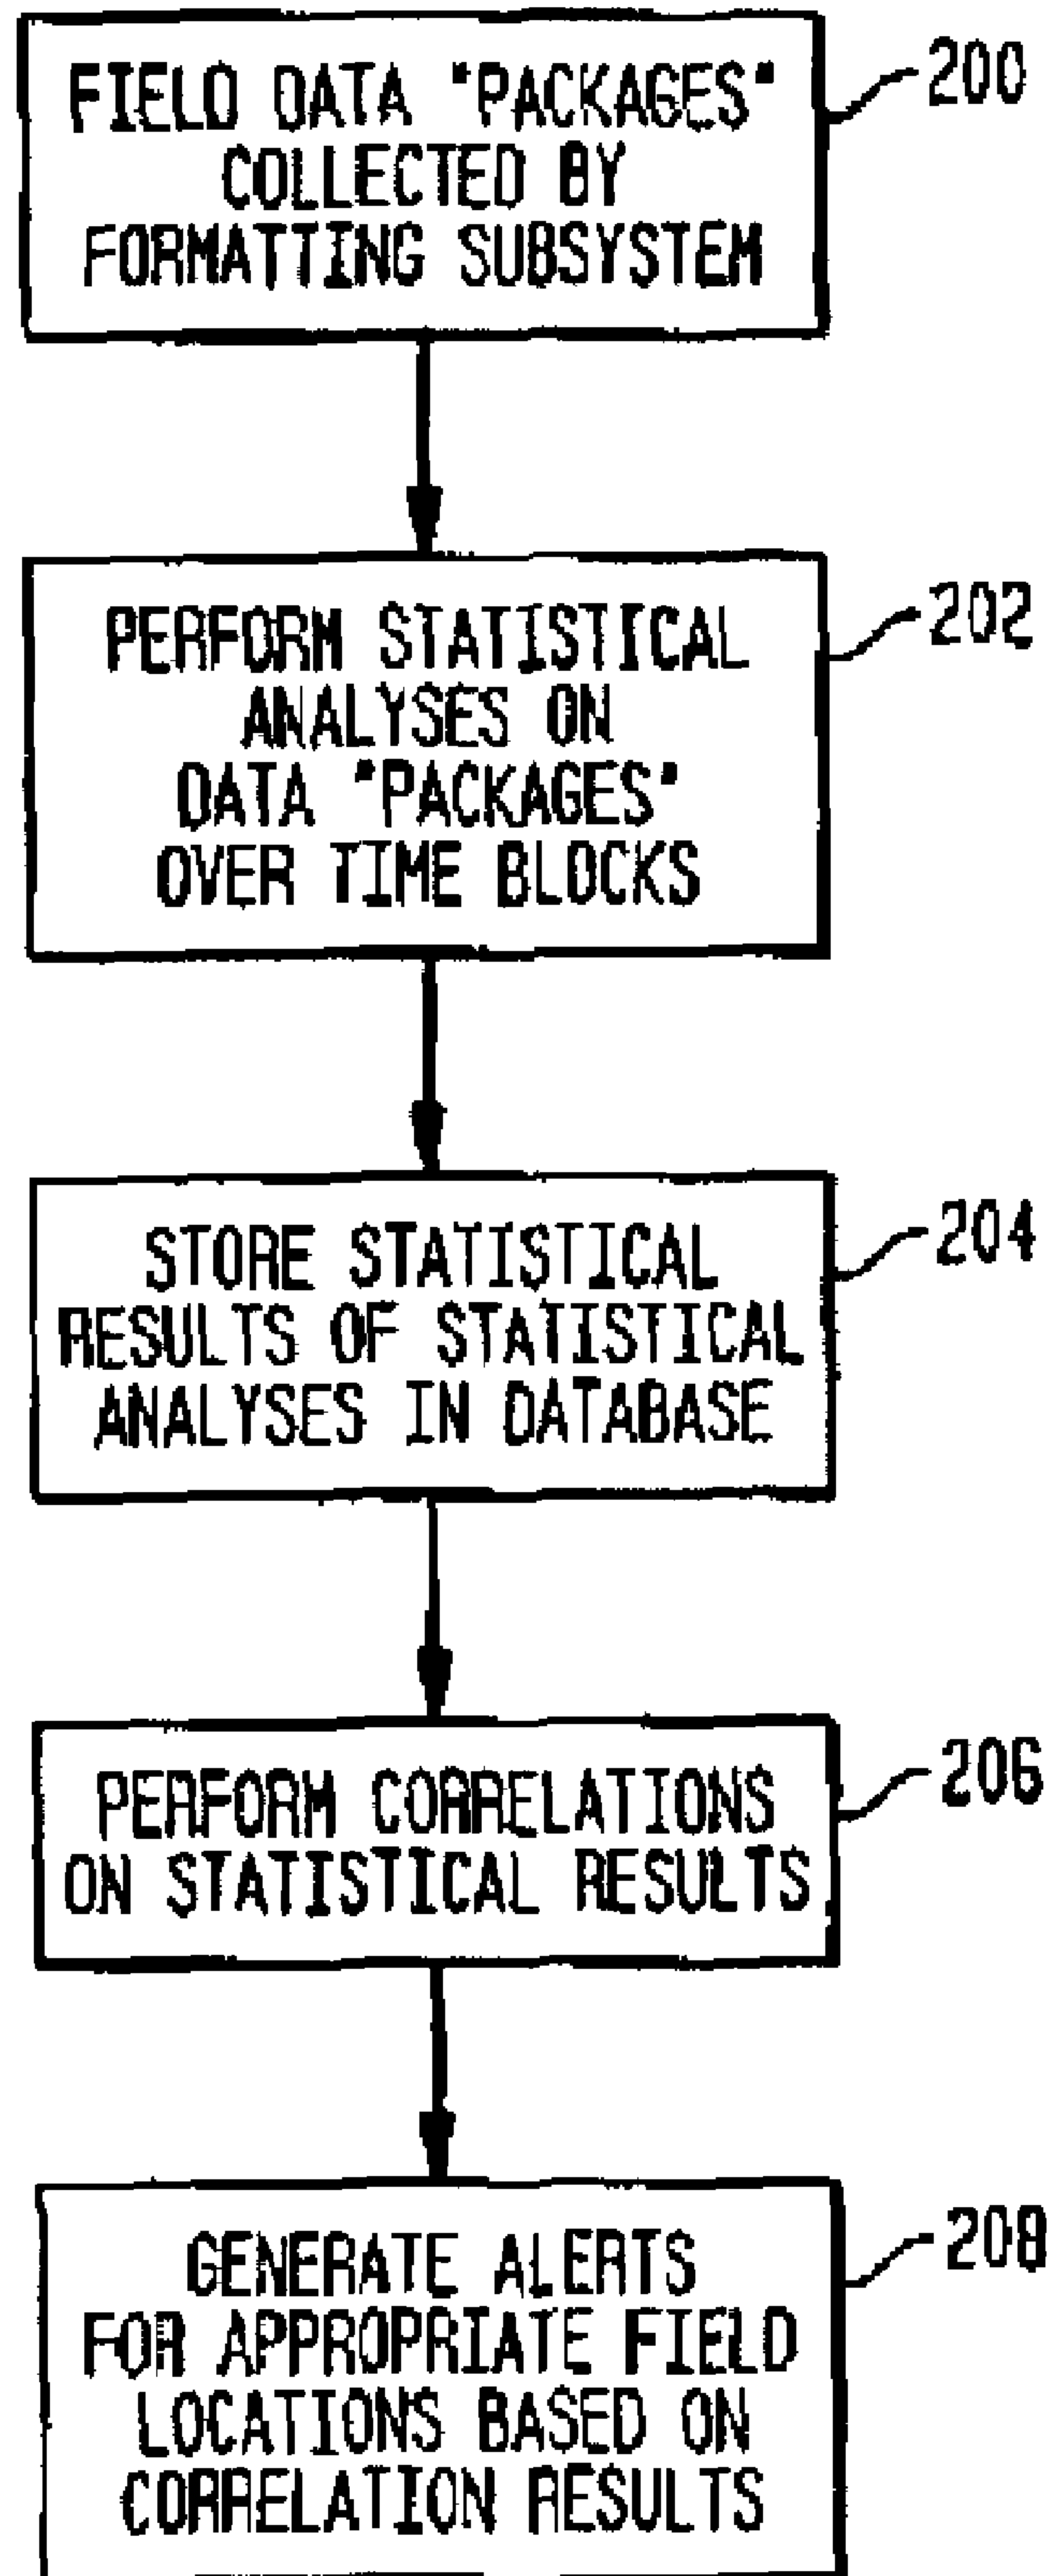 FIELD DATA "PACKAGES"
COLLECTED BY
FORMATTING SUBSYSTEM
200
PERFORM STATISTICAL
ANALYSES ON
DATA "PACKAGES"
OVER TIME BLOCKS
202
STORE STATISTICAL
RESULTS OF STATISTICAL
ANALYSES IN DATABASE
204
PERFORM CORRELATIONS
ON STATISTICAL RESULTS
206
GENERATE ALERTS
FOR APPROPRIATE FIELD
LOCATIONS BASED ON
CORRELATION RESULTS
208